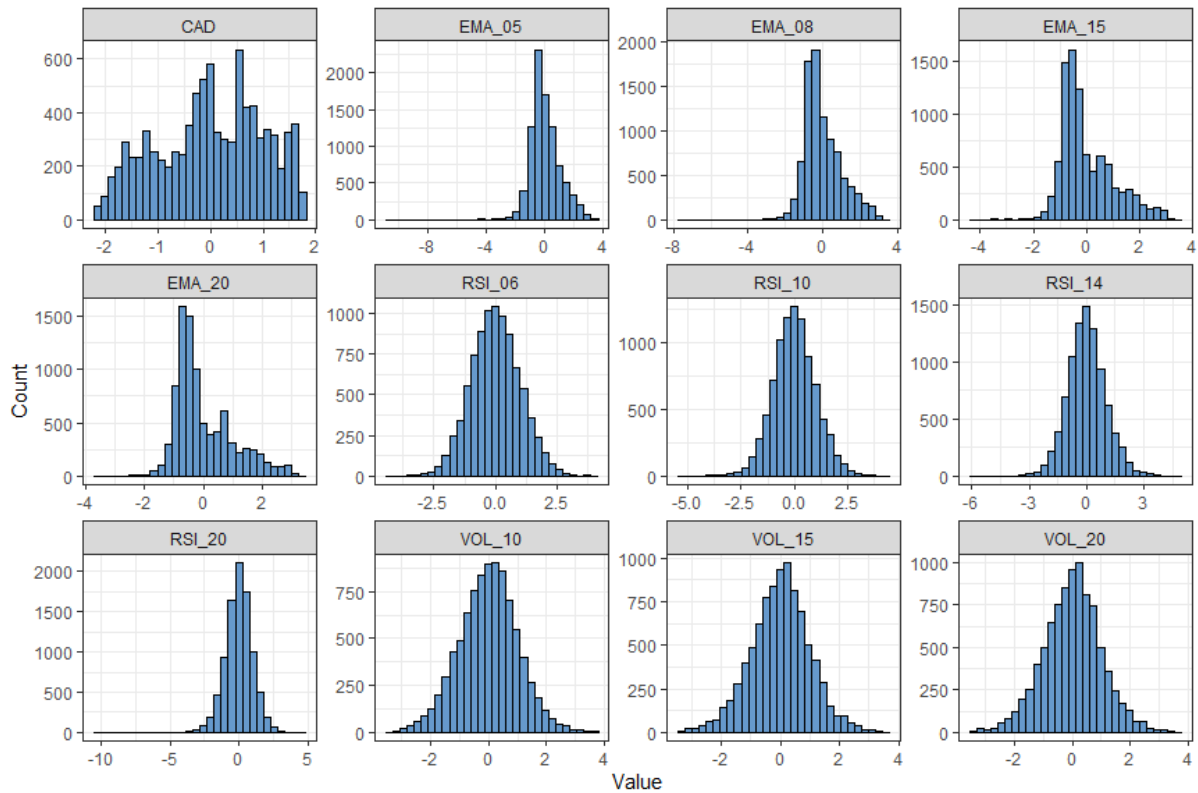 CAD EMA_05 EMA_08 EMA_15
600 400 200 0
2000 1500 1000 500 0
2000 1500 1000 500 0
1500 1000 500 0
-2 -1 0 1 2
-8 -4 0 4
-8 -4 0 4
-4 -2 0 2 4
EMA_20 RSI_06 RSI_10 RSI_14
1500 1000 500 0
1000 750 500 250 0
1000 500 0
1500 1000 500 0
-4 -2 0 2
-2.5 0.0 2.5
-5.0 -2.5 0.0 2.5
-6 -3 0 3
RSI_20 VOL_10 VOL_15 VOL_20
2000 1500 1000 500 0
750 500 250 0
1000 750 500 250 0
1000 750 500 250 0
-10 -5 0 5
-2 0 2 4
-2 0 2 4
-2 0 2 4
Count
Value